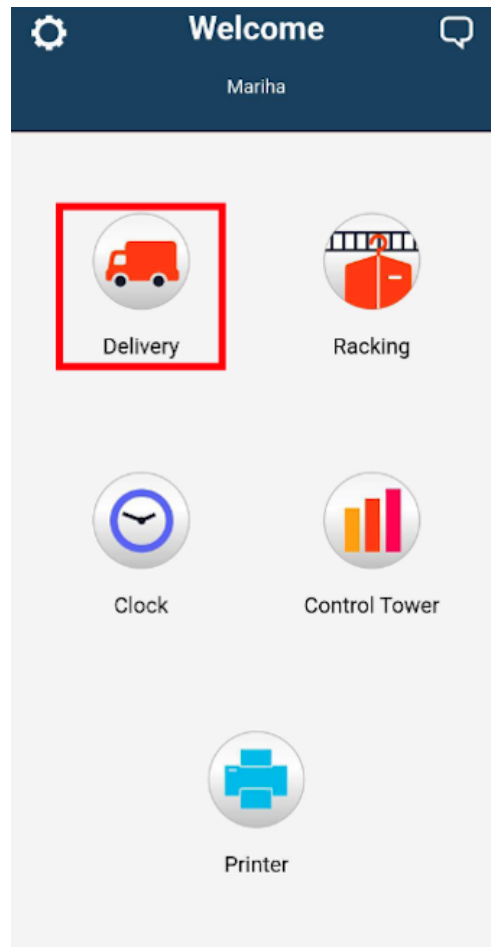 Welcome
Mariha
Delivery
Racking
Clock
Control Tower
Printer